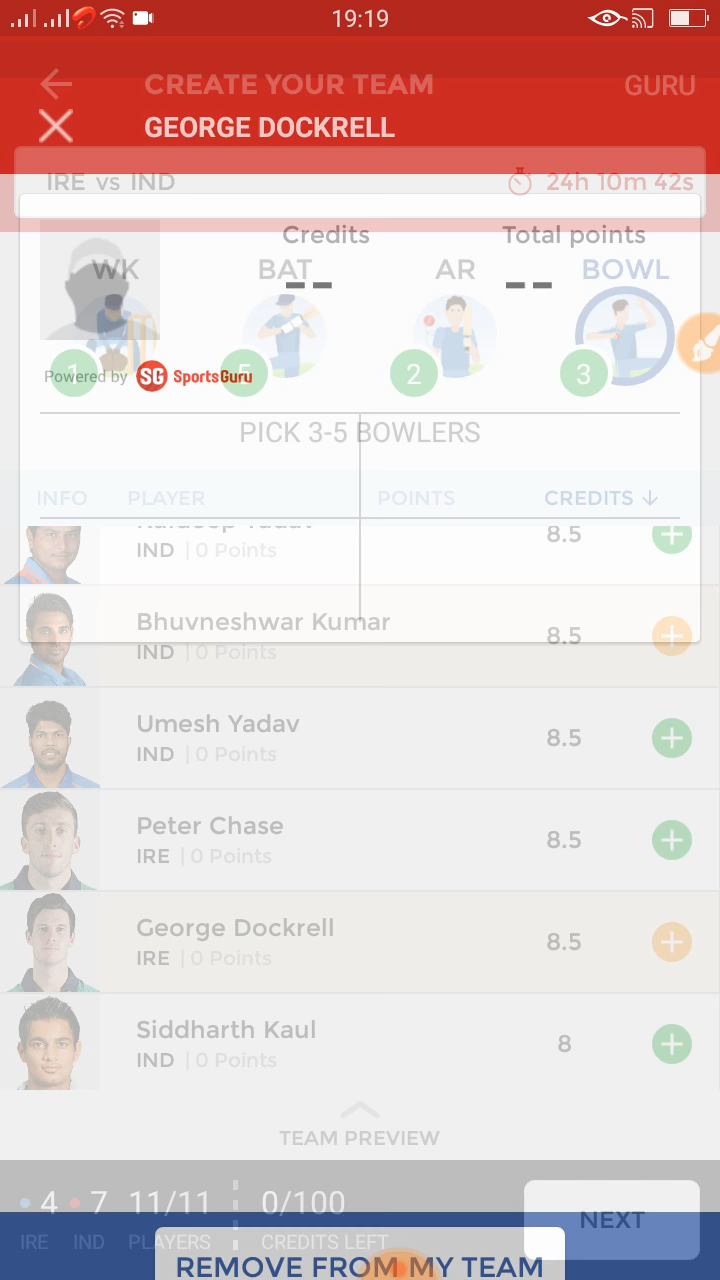 19:19
CREATE YOUR TEAM GURU
GEORGE DOCKRELL
IRE vs IND 24h 10m 42s
Credits Total points
WK BAT AR BOWL
-- --
1 5 2 3
Powered by SG SportsGuru
PICK 3-5 BOWLERS
INFO PLAYER POINTS CREDITS ↓
Kuldeep Yadav 8.5 +
IND | 0 Points
Bhuvneshwar Kumar 8.5 +
IND | 0 Points
Umesh Yadav 8.5 +
IND | 0 Points
Peter Chase 8.5 +
IRE | 0 Points
George Dockrell 8.5 +
IRE | 0 Points
Siddharth Kaul 8 +
IND | 0 Points
TEAM PREVIEW
4 7 11/11 0/100 NEXT
IRE IND PLAYERS CREDITS LEFT
REMOVE FROM MY TEAM